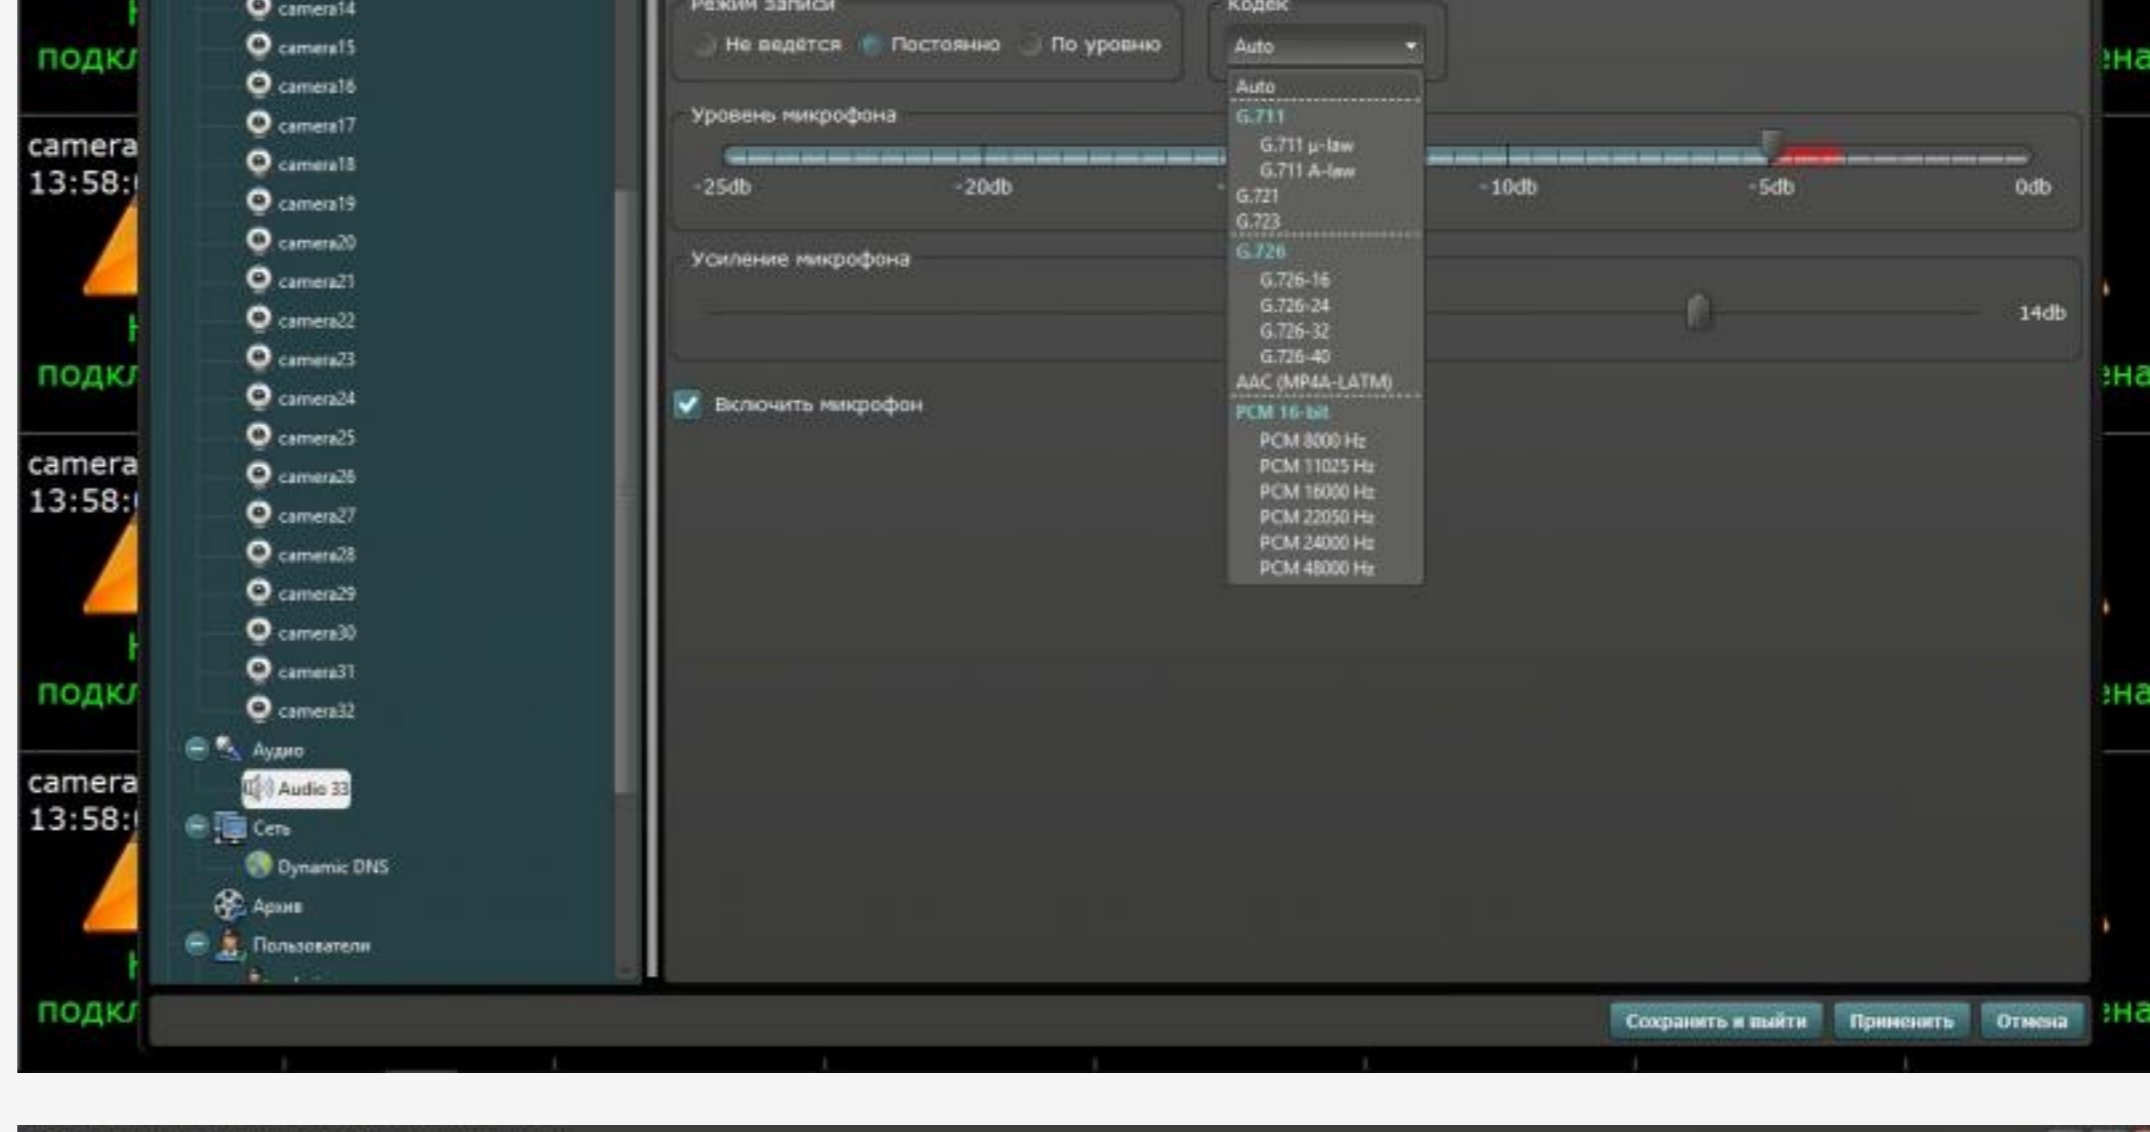 camera14
Режим записи
Кодек
camera15
Не ведётся
Постоянно
По уровню
Auto
подкл
ена
camera16
Auto
Уровень микрофона
G.711
camera17
G.711 μ-law
camera
G.711 A-law
camera18
13:58:
-25db
-20db
-10db
-5db
0db
G.721
camera19
G.723
camera20
G.726
Усиление микрофона
camera21
G.726-16
G.726-24
14db
camera22
G.726-32
camera23
G.726-40
подкл
ена
AAC (MP4A-LATM)
camera24
Включить микрофон
PCM 16-bit
camera25
PCM 8000 Hz
camera
PCM 11025 Hz
camera26
PCM 16000 Hz
13:58:
camera27
PCM 22050 Hz
PCM 24000 Hz
camera28
PCM 48000 Hz
camera29
camera30
camera31
подкл
ена
camera32
Аудио
camera
Audio 33
13:58:
Сеть
Dynamic DNS
Архив
Пользователи
подкл
ена
Сохранить и выйти
Применить
Отмена